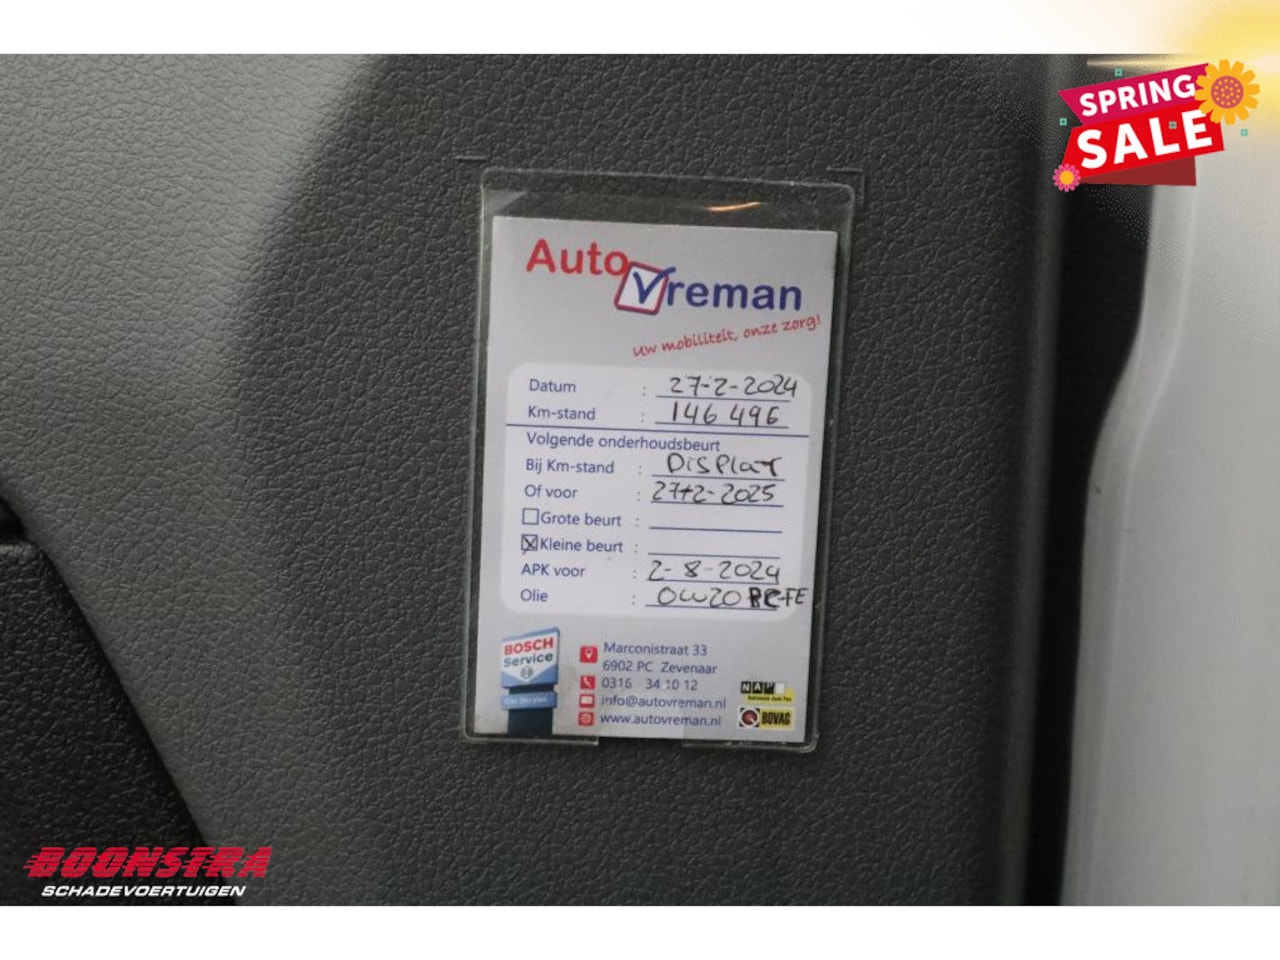 SPRING
SALE
Auto Vreman
uw mobiliteit, onze zorg!
Datum : 27-2-2024
Km-stand : 146 496
Volgende onderhoudsbeurt
Bij Km-stand : DISPLAY
Of voor : 27-2-2025
Grote beurt :
Kleine beurt :
APK voor : 2-8-2024
Olie : 0W20 -FE
BOSCH
Service
Car Service
Marconistraat 33
6902 PC Zevenaar
0316 34 10 12
info@autovreman.nl
www.autovreman.nl
NAP
BOVAG
BOONSTRA
SCHADEVOERTUIGEN